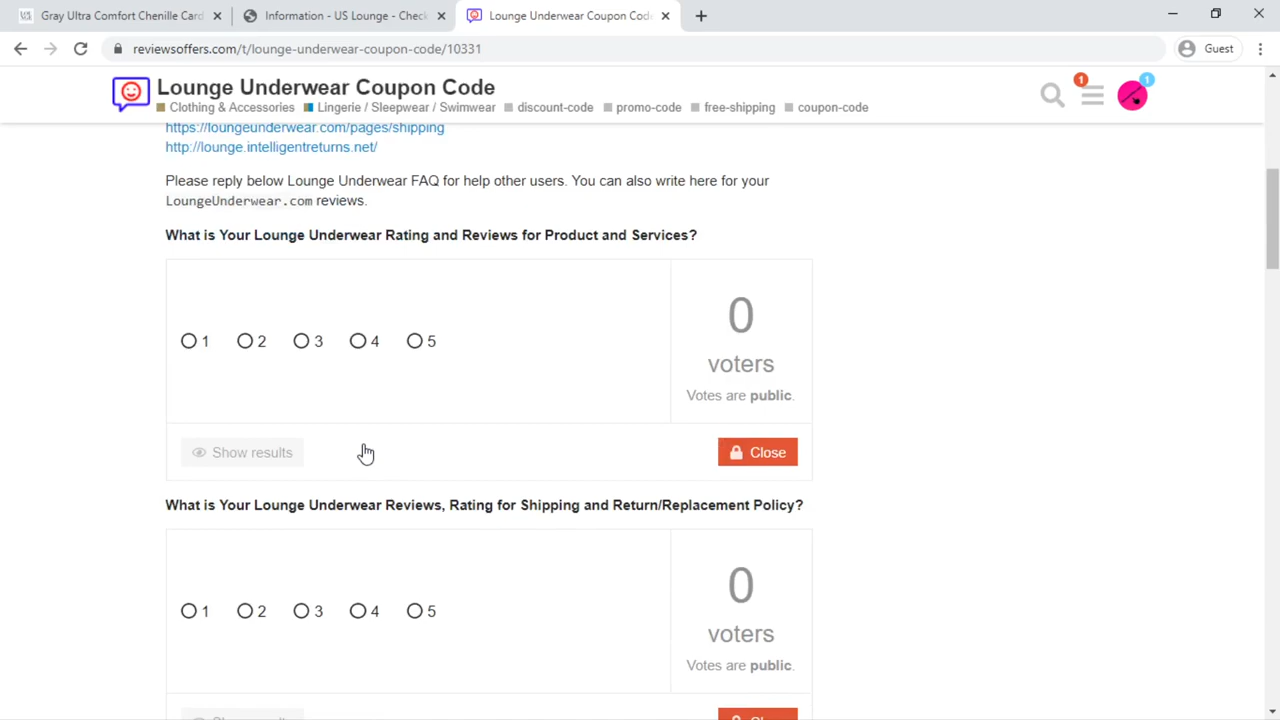 Gray Ultra Comfort Chenille Card
Information - US Lounge - Check
Lounge Underwear Coupon Code
reviewsoffers.com/t/lounge-underwear-coupon-code/10331
Guest
Lounge Underwear Coupon Code
Clothing & Accessories Lingerie / Sleepwear / Swimwear discount-code promo-code free-shipping coupon-code
1
1
https://loungeunderwear.com/pages/shipping
http://lounge.intelligentreturns.net/
Please reply below Lounge Underwear FAQ for help other users. You can also write here for your
LoungeUnderwear.com reviews.
What is Your Lounge Underwear Rating and Reviews for Product and Services?
1 2 3 4 5
0
voters
Votes are public.
Show results
Close
What is Your Lounge Underwear Reviews, Rating for Shipping and Return/Replacement Policy?
1 2 3 4 5
0
voters
Votes are public.